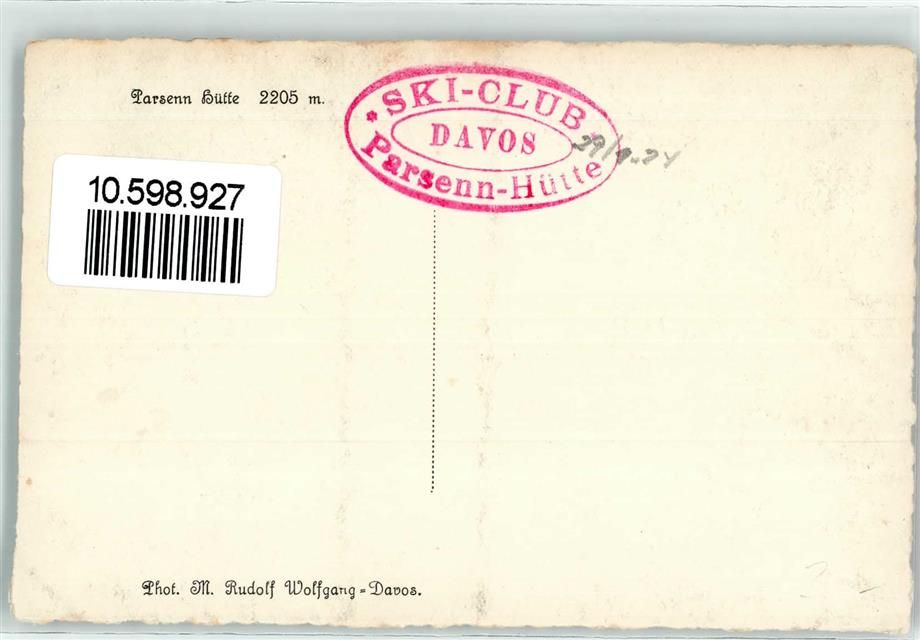 Parsenn Hütte 2205 m.
* SKI-CLUB
DAVOS
Parsenn-Hütte
10.598.927
Phot. M. Rudolf Wolfgang=Davos.